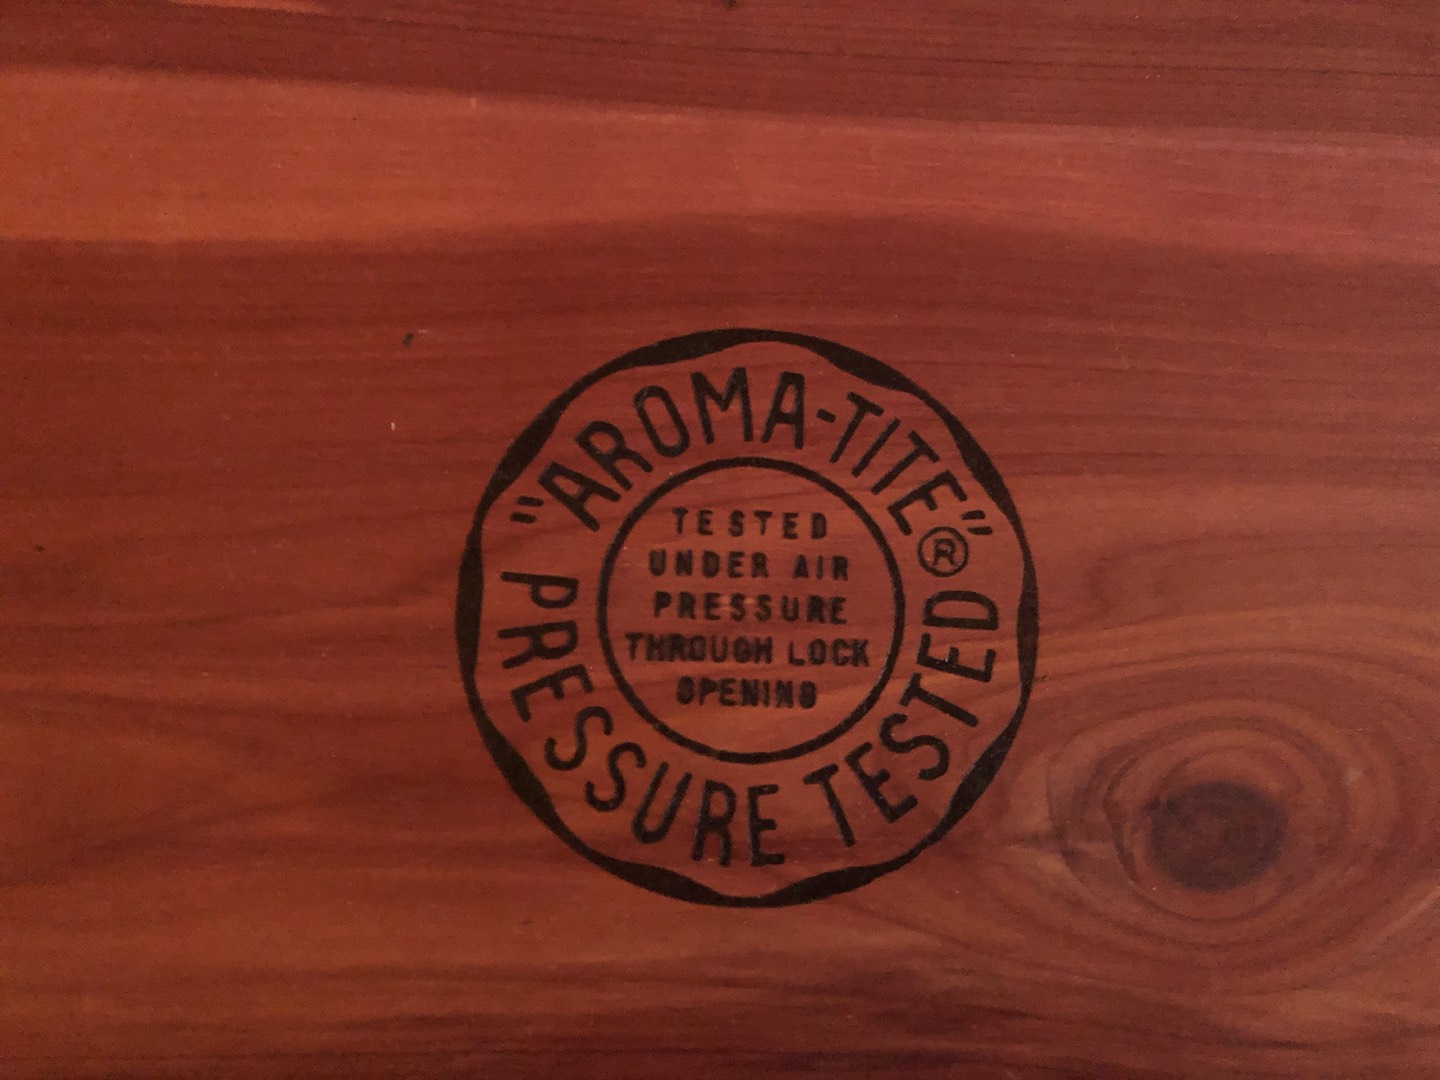 "AROMA-TITE"®
PRESSURE TESTED
TESTED
UNDER AIR
PRESSURE
THROUGH LOCK
OPENING